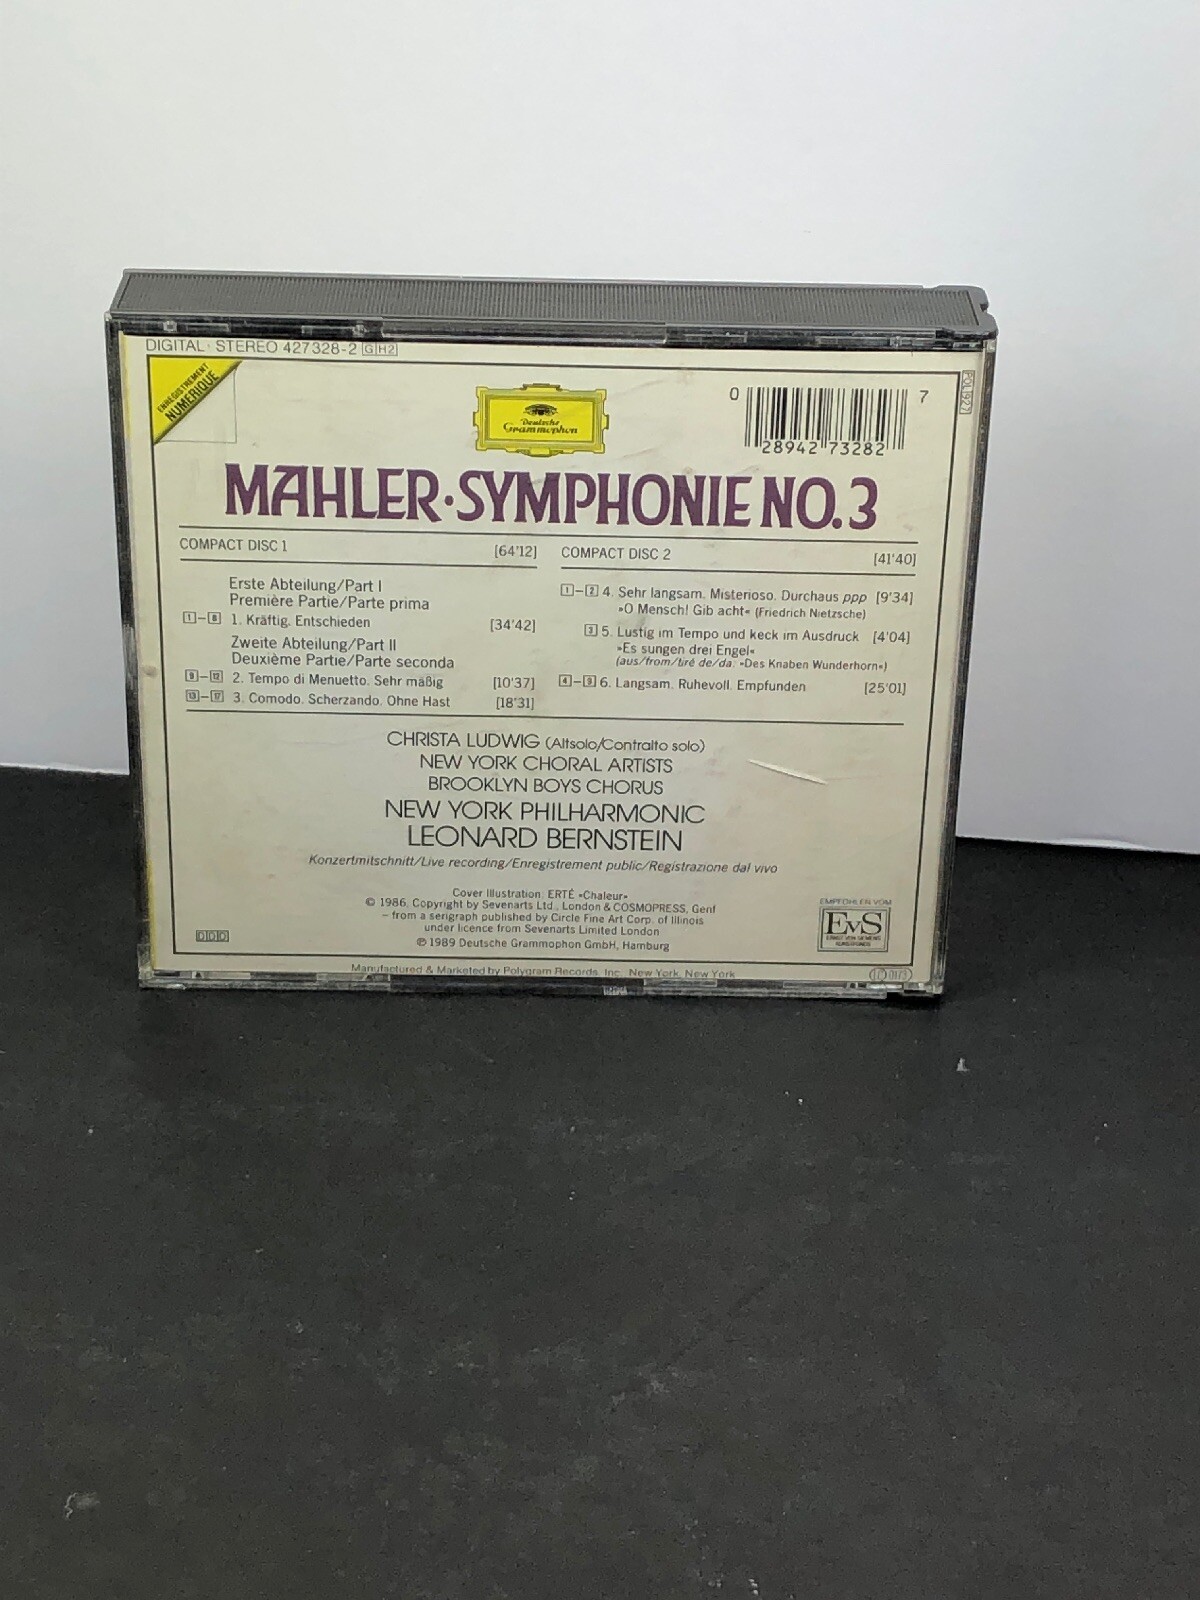 DIGITAL · STEREO 427 328-2 GH2
ENREGISTREMENT
NUMÉRIQUE
Deutsche
Grammophon
0 28942 73282 7
MAHLER·SYMPHONIE NO. 3
COMPACT DISC 1 [64'12]
Erste Abteilung/Part I
Première Partie/Parte prima
1–8 1. Kräftig. Entschieden [34'42]
Zweite Abteilung/Part II
Deuxième Partie/Parte seconda
9–12 2. Tempo di Menuetto. Sehr mäßig [10'37]
13–17 3. Comodo. Scherzando. Ohne Hast [18'31]
COMPACT DISC 2 [41'40]
1–2 4. Sehr langsam. Misterioso. Durchaus ppp [9'34]
»O Mensch! Gib acht« (Friedrich Nietzsche)
3 5. Lustig im Tempo und keck im Ausdruck [4'04]
»Es sungen drei Engel«
(aus/from/tiré de/da: »Des Knaben Wunderhorn«)
4–9 6. Langsam. Ruhevoll. Empfunden [25'01]
CHRISTA LUDWIG (Altsolo/Contralto solo)
NEW YORK CHORAL ARTISTS
BROOKLYN BOYS CHORUS
NEW YORK PHILHARMONIC
LEONARD BERNSTEIN
Konzertmitschnitt/Live recording/Enregistrement public/Registrazione dal vivo
Cover Illustration: ERTÉ »Chaleur«
© 1986, Copyright by Sevenarts Ltd., London & COSMOPRESS, Genf
– from a serigraph published by Circle Fine Art Corp. of Illinois
under licence from Sevenarts Limited London
℗ 1989 Deutsche Grammophon GmbH, Hamburg
DDD
EMPFOHLEN VOM
EvS
ERNST VON SIEMENS
Manufactured & Marketed by Polygram Records, Inc., New York, New York